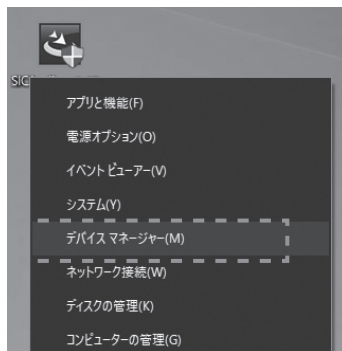 SIC
アプリと機能(F)
電源オプション(O)
イベント ビューアー(V)
システム(Y)
デバイス マネージャー(M)
ネットワーク接続(W)
ディスクの管理(K)
コンピューターの管理(G)